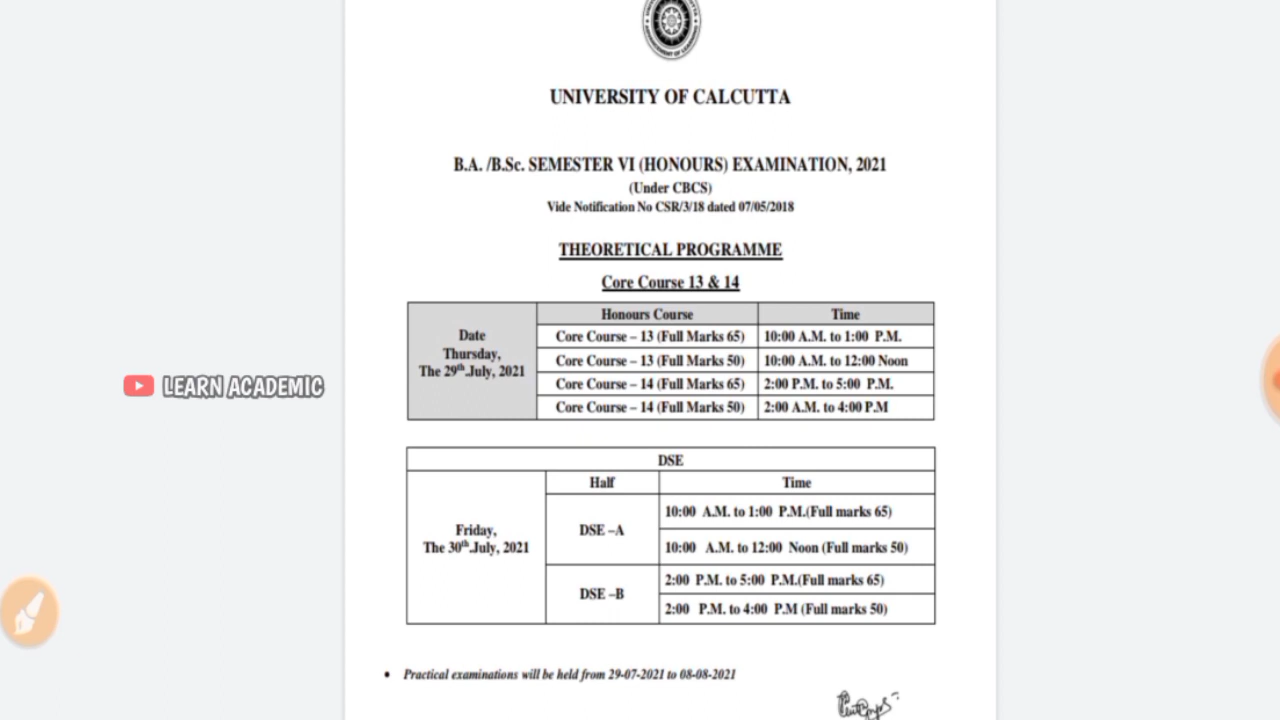 UNIVERSITY OF CALCUTTA
B.A. /B.Sc. SEMESTER VI (HONOURS) EXAMINATION, 2021
(Under CBCS)
Vide Notification No CSR/3/18 dated 07/05/2018
THEORETICAL PROGRAMME
Core Course 13 & 14
Date
Thursday,
The 29th.July, 2021
Honours Course Time
Core Course – 13 (Full Marks 65) 10:00 A.M. to 1:00 P.M.
Core Course – 13 (Full Marks 50) 10:00 A.M. to 12:00 Noon
Core Course – 14 (Full Marks 65) 2:00 P.M. to 5:00 P.M.
Core Course – 14 (Full Marks 50) 2:00 A.M. to 4:00 P.M
LEARN ACADEMIC
DSE
Half Time
Friday,
The 30th.July, 2021
DSE –A
10:00 A.M. to 1:00 P.M.(Full marks 65)
10:00 A.M. to 12:00 Noon (Full marks 50)
DSE –B
2:00 P.M. to 5:00 P.M.(Full marks 65)
2:00 P.M. to 4:00 P.M (Full marks 50)
• Practical examinations will be held from 29-07-2021 to 08-08-2021